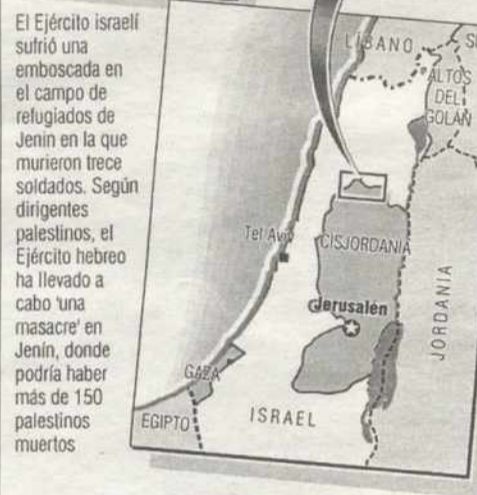 El Ejército israelí
sufrió una
emboscada en
el campo de
refugiados de
Jenin en la que
murieron trece
soldados. Según
dirigentes
palestinos, el
Ejército hebreo
ha llevado a
cabo 'una
masacre' en
Jenín, donde
podría haber
más de 150
palestinos
muertos
LÍBANO
ALTOS
DEL
GOLÁN
Tel Aviv
CISJORDANIA
Jerusalén
JORDANIA
GAZA
EGIPTO
ISRAEL